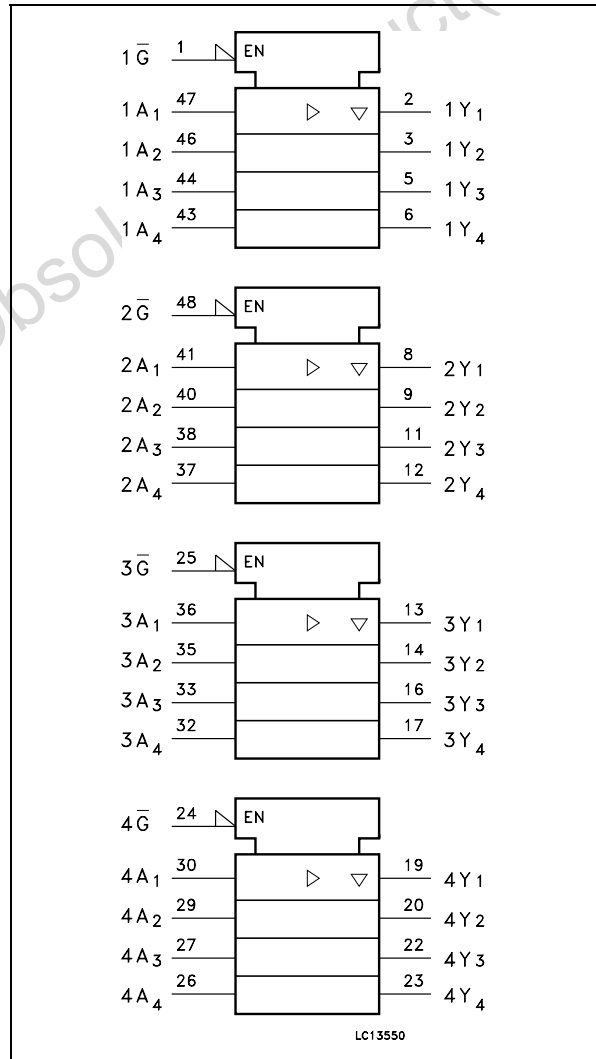 1G̅ 1 EN
1A1 47 2 1Y1
1A2 46 3 1Y2
1A3 44 5 1Y3
1A4 43 6 1Y4
2G̅ 48 EN
2A1 41 8 2Y1
2A2 40 9 2Y2
2A3 38 11 2Y3
2A4 37 12 2Y4
3G̅ 25 EN
3A1 36 13 3Y1
3A2 35 14 3Y2
3A3 33 16 3Y3
3A4 32 17 3Y4
4G̅ 24 EN
4A1 30 19 4Y1
4A2 29 20 4Y2
4A3 27 22 4Y3
4A4 26 23 4Y4
LC13550